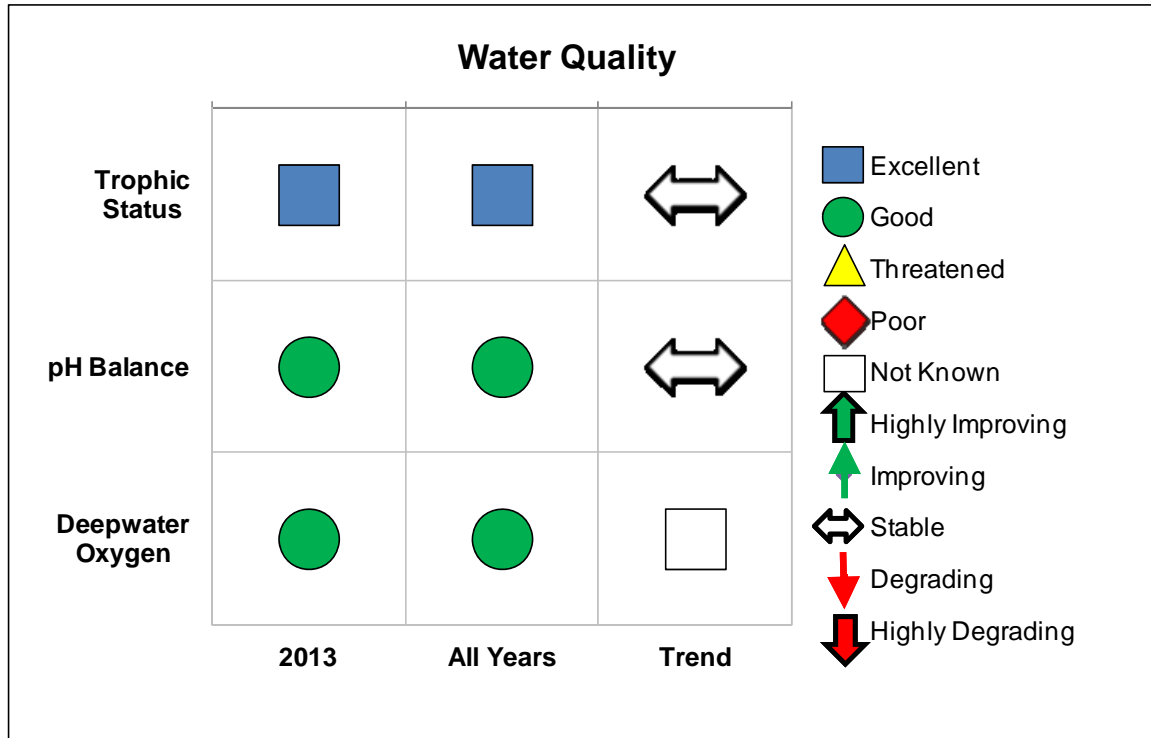 Water Quality
Trophic
Status
pH Balance
Deepwater
Oxygen
2013
All Years
Trend
Excellent
Good
Threatened
Poor
Not Known
Highly Improving
Improving
Stable
Degrading
Highly Degrading